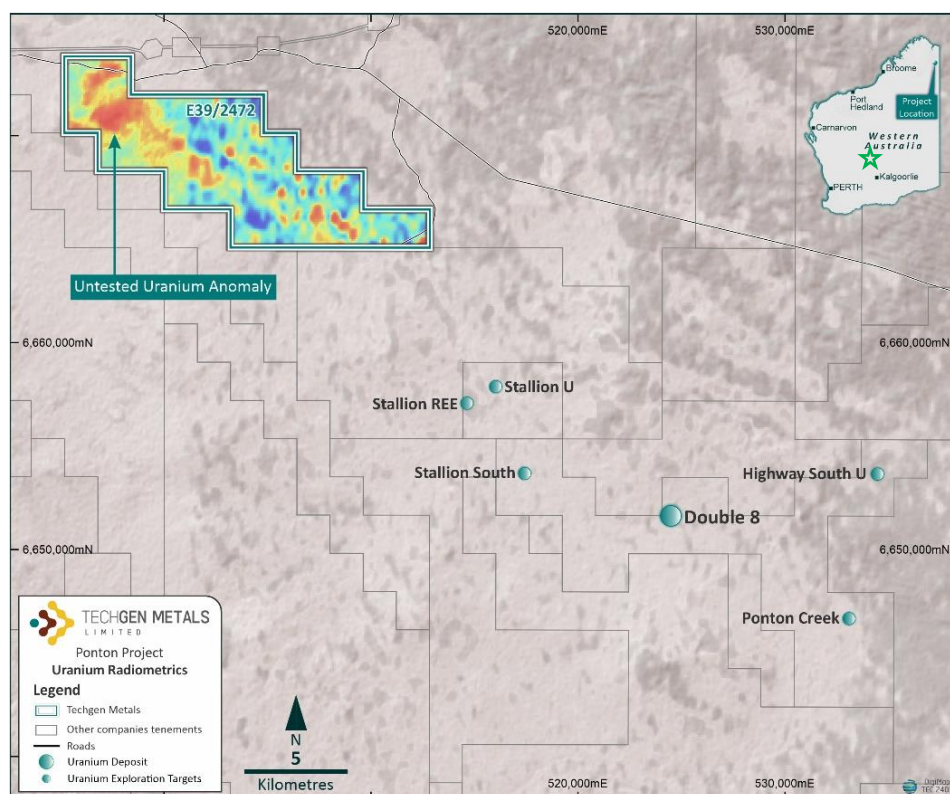 520,000mE
530,000mE
E39/2472
Broome
Port
Hedland
Project
Location
Carnarvon
Western
Australia
Kalgoorlie
PERTH
Untested Uranium Anomaly
6,660,000mN
6,660,000mN
Stallion U
Stallion REE
Stallion South
Highway South U
Double 8
6,650,000mN
6,650,000mN
Ponton Creek
TECHGEN METALS
LIMITED
Ponton Project
Uranium Radiometrics
Legend
Techgen Metals
Other companies tenements
Roads
Uranium Deposit
Uranium Exploration Targets
N
5
Kilometres
520,000mE
530,000mE